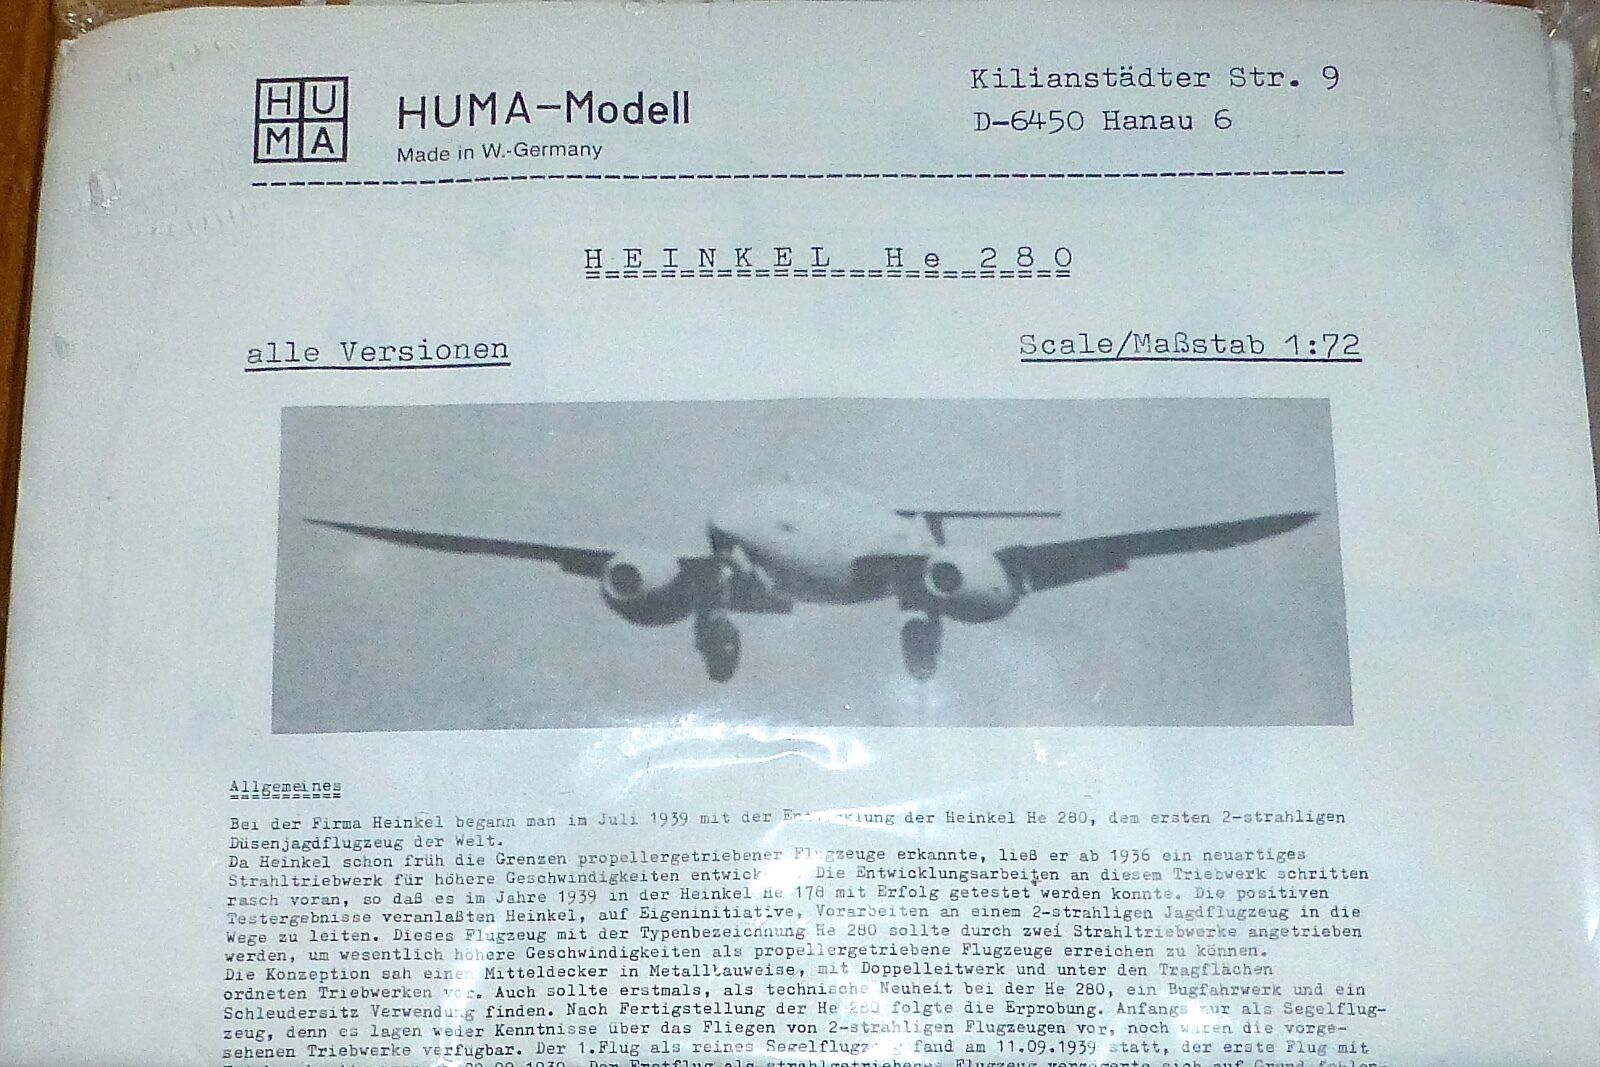 HU
MA
HUMA-Modell
Made in W.-Germany
Kilianstädter Str. 9
D-6450 Hanau 6
HEINKEL He 280
alle Versionen
Scale/Maßstab 1:72
Allgemeines
Bei der Firma Heinkel begann man im Juli 1939 mit der der Heinkel He 280, dem ersten 2-strahligen
Düsenjagdflugzeug der Welt.
Da Heinkel schon früh die Grenzen propellergetriebener Flugzeuge erkannte, ließ er ab 1936 ein neuartiges
Strahltriebwerk für höhere Geschwindigkeiten Die Entwicklungsarbeiten an diesem Triebwerk schritten
rasch voran, so daß es im Jahre 1939 in der Heinkel He 178 mit Erfolg getestet werden konnte. Die positiven
Testergebnisse veranlaßten Heinkel, auf Eigeninitiative, Vorarbeiten an einem 2-strahligen Jagdflugzeug in die
Wege zu leiten. Dieses Flugzeug mit der Typenbezeichnung He 280 sollte durch zwei Strahltriebwerke angetrieben
werden, um wesentlich höhere Geschwindigkeiten als propellergetriebene Flugzeuge erreichen zu können.
Die Konzeption sah einen Mitteldecker in Metallbauweise, mit Doppelleitwerk und unter den Tragflächen
ordneten Triebwerken vor. Auch sollte erstmals, als technische Neuheit bei der He 280, ein Bugfahrwerk und ein
Schleudersitz Verwendung finden. Nach Fertigstellung der He 280 folgte die Erprobung. Anfangs nur als Segelflug-
zeug, denn es lagen weder Kenntnisse über das Fliegen von 2-strahligen Flugzeugen vor, noch waren die vorge-
sehenen Triebwerke verfügbar. Der 1.Flug als reines fand am 11.09.1939 statt, der erste Flug mit